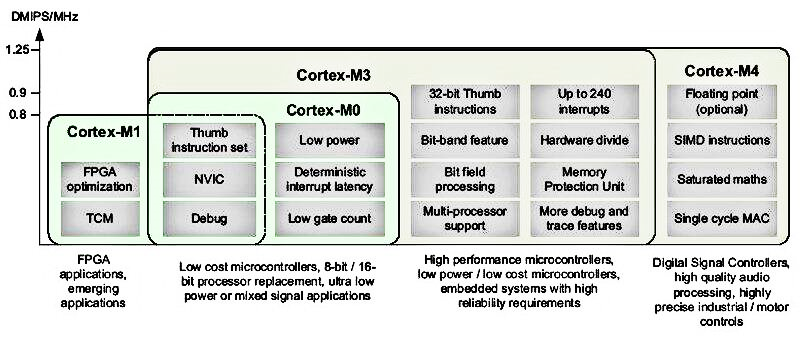 DMIPS/MHz
1.25
0.9
0.8
Cortex-M1
FPGA
optimization
TCM
Cortex-M3
Cortex-M0
Thumb
instruction set
NVIC
Debug
Low power
Deterministic
interrupt latency
Low gate count
32-bit Thumb
instructions
Bit-band feature
Bit field
processing
Multi-processor
support
Up to 240
interrupts
Hardware divide
Memory
Protection Unit
More debug and
trace features
Cortex-M4
Floating point
(optional)
SIMD instructions
Saturated maths
Single cycle MAC
FPGA
applications,
emerging
applications
Low cost microcontrollers, 8-bit / 16-
bit processor replacement, ultra low
power or mixed signal applications
High performance microcontrollers,
low power / low cost microcontrollers,
embedded systems with high
reliability requirements
Digital Signal Controllers,
high quality audio
processing, highly
precise industrial / motor
controls